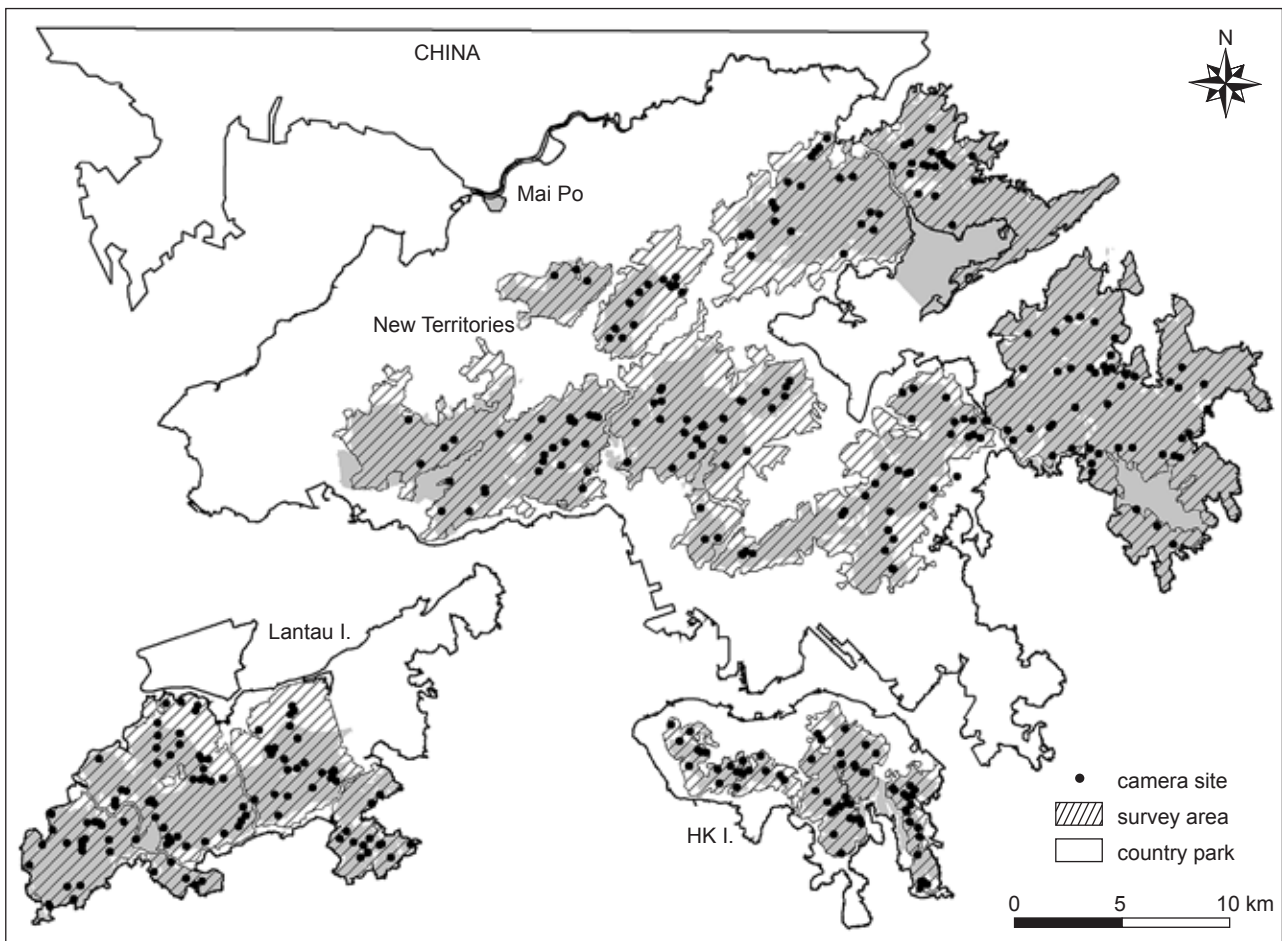 CHINA
N
Mai Po
New Territories
Lantau I.
HK I.
camera site
survey area
country park
0 5 10 km